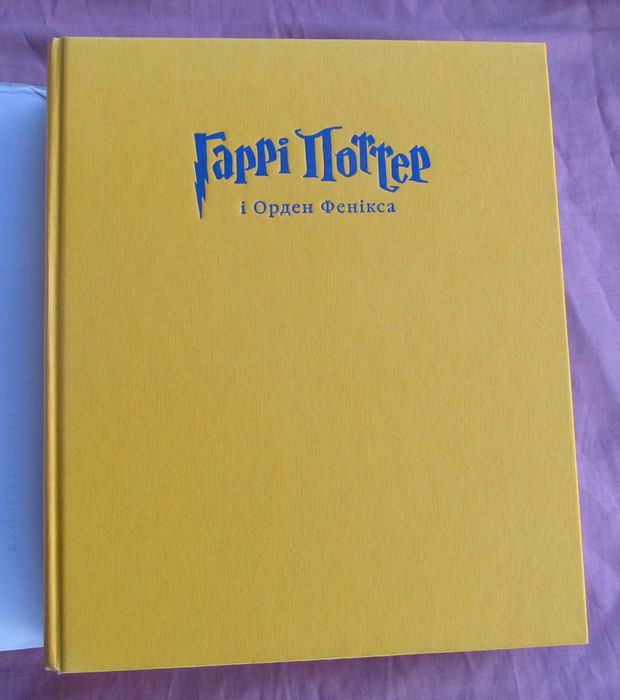 Гаррі Поттер
і Орден Фенікса